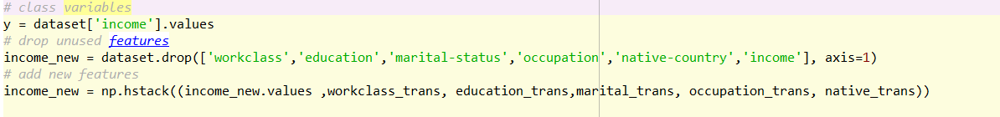 # class variables
y = dataset['income'].values
# drop unused features
income_new = dataset.drop(['workclass','education','marital-status','occupation','native-country','income'], axis=1)
# add new features
income_new = np.hstack((income_new.values ,workclass_trans, education_trans,marital_trans, occupation_trans, native_trans))